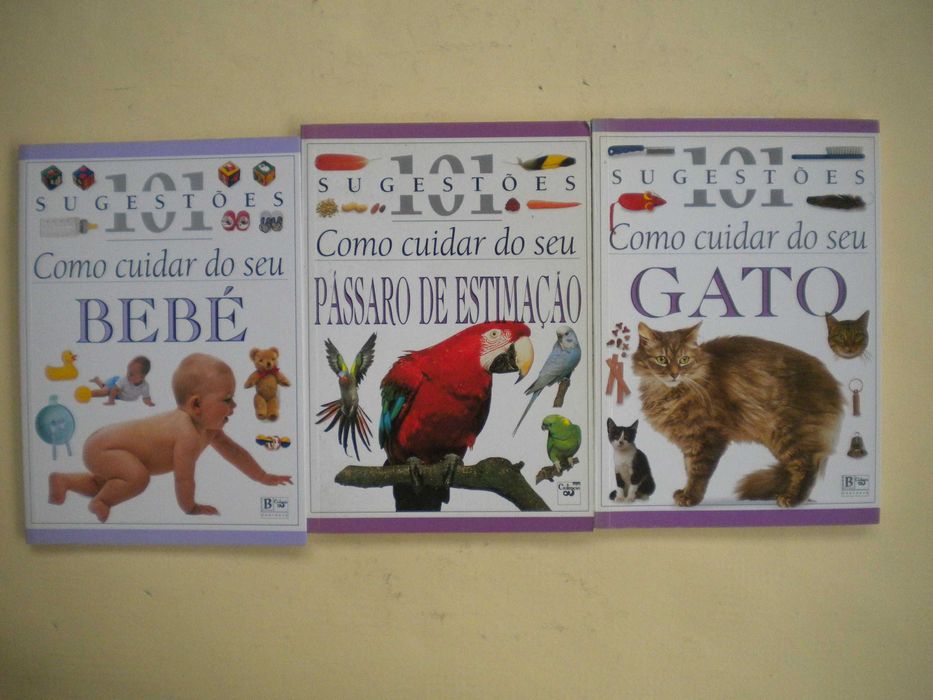 101
SUGESTÕES
Como cuidar do seu
BEBÉ
B
101
SUGESTÕES
Como cuidar do seu
PÁSSARO DE ESTIMAÇÃO
101
SUGESTÕES
Como cuidar do seu
GATO
B